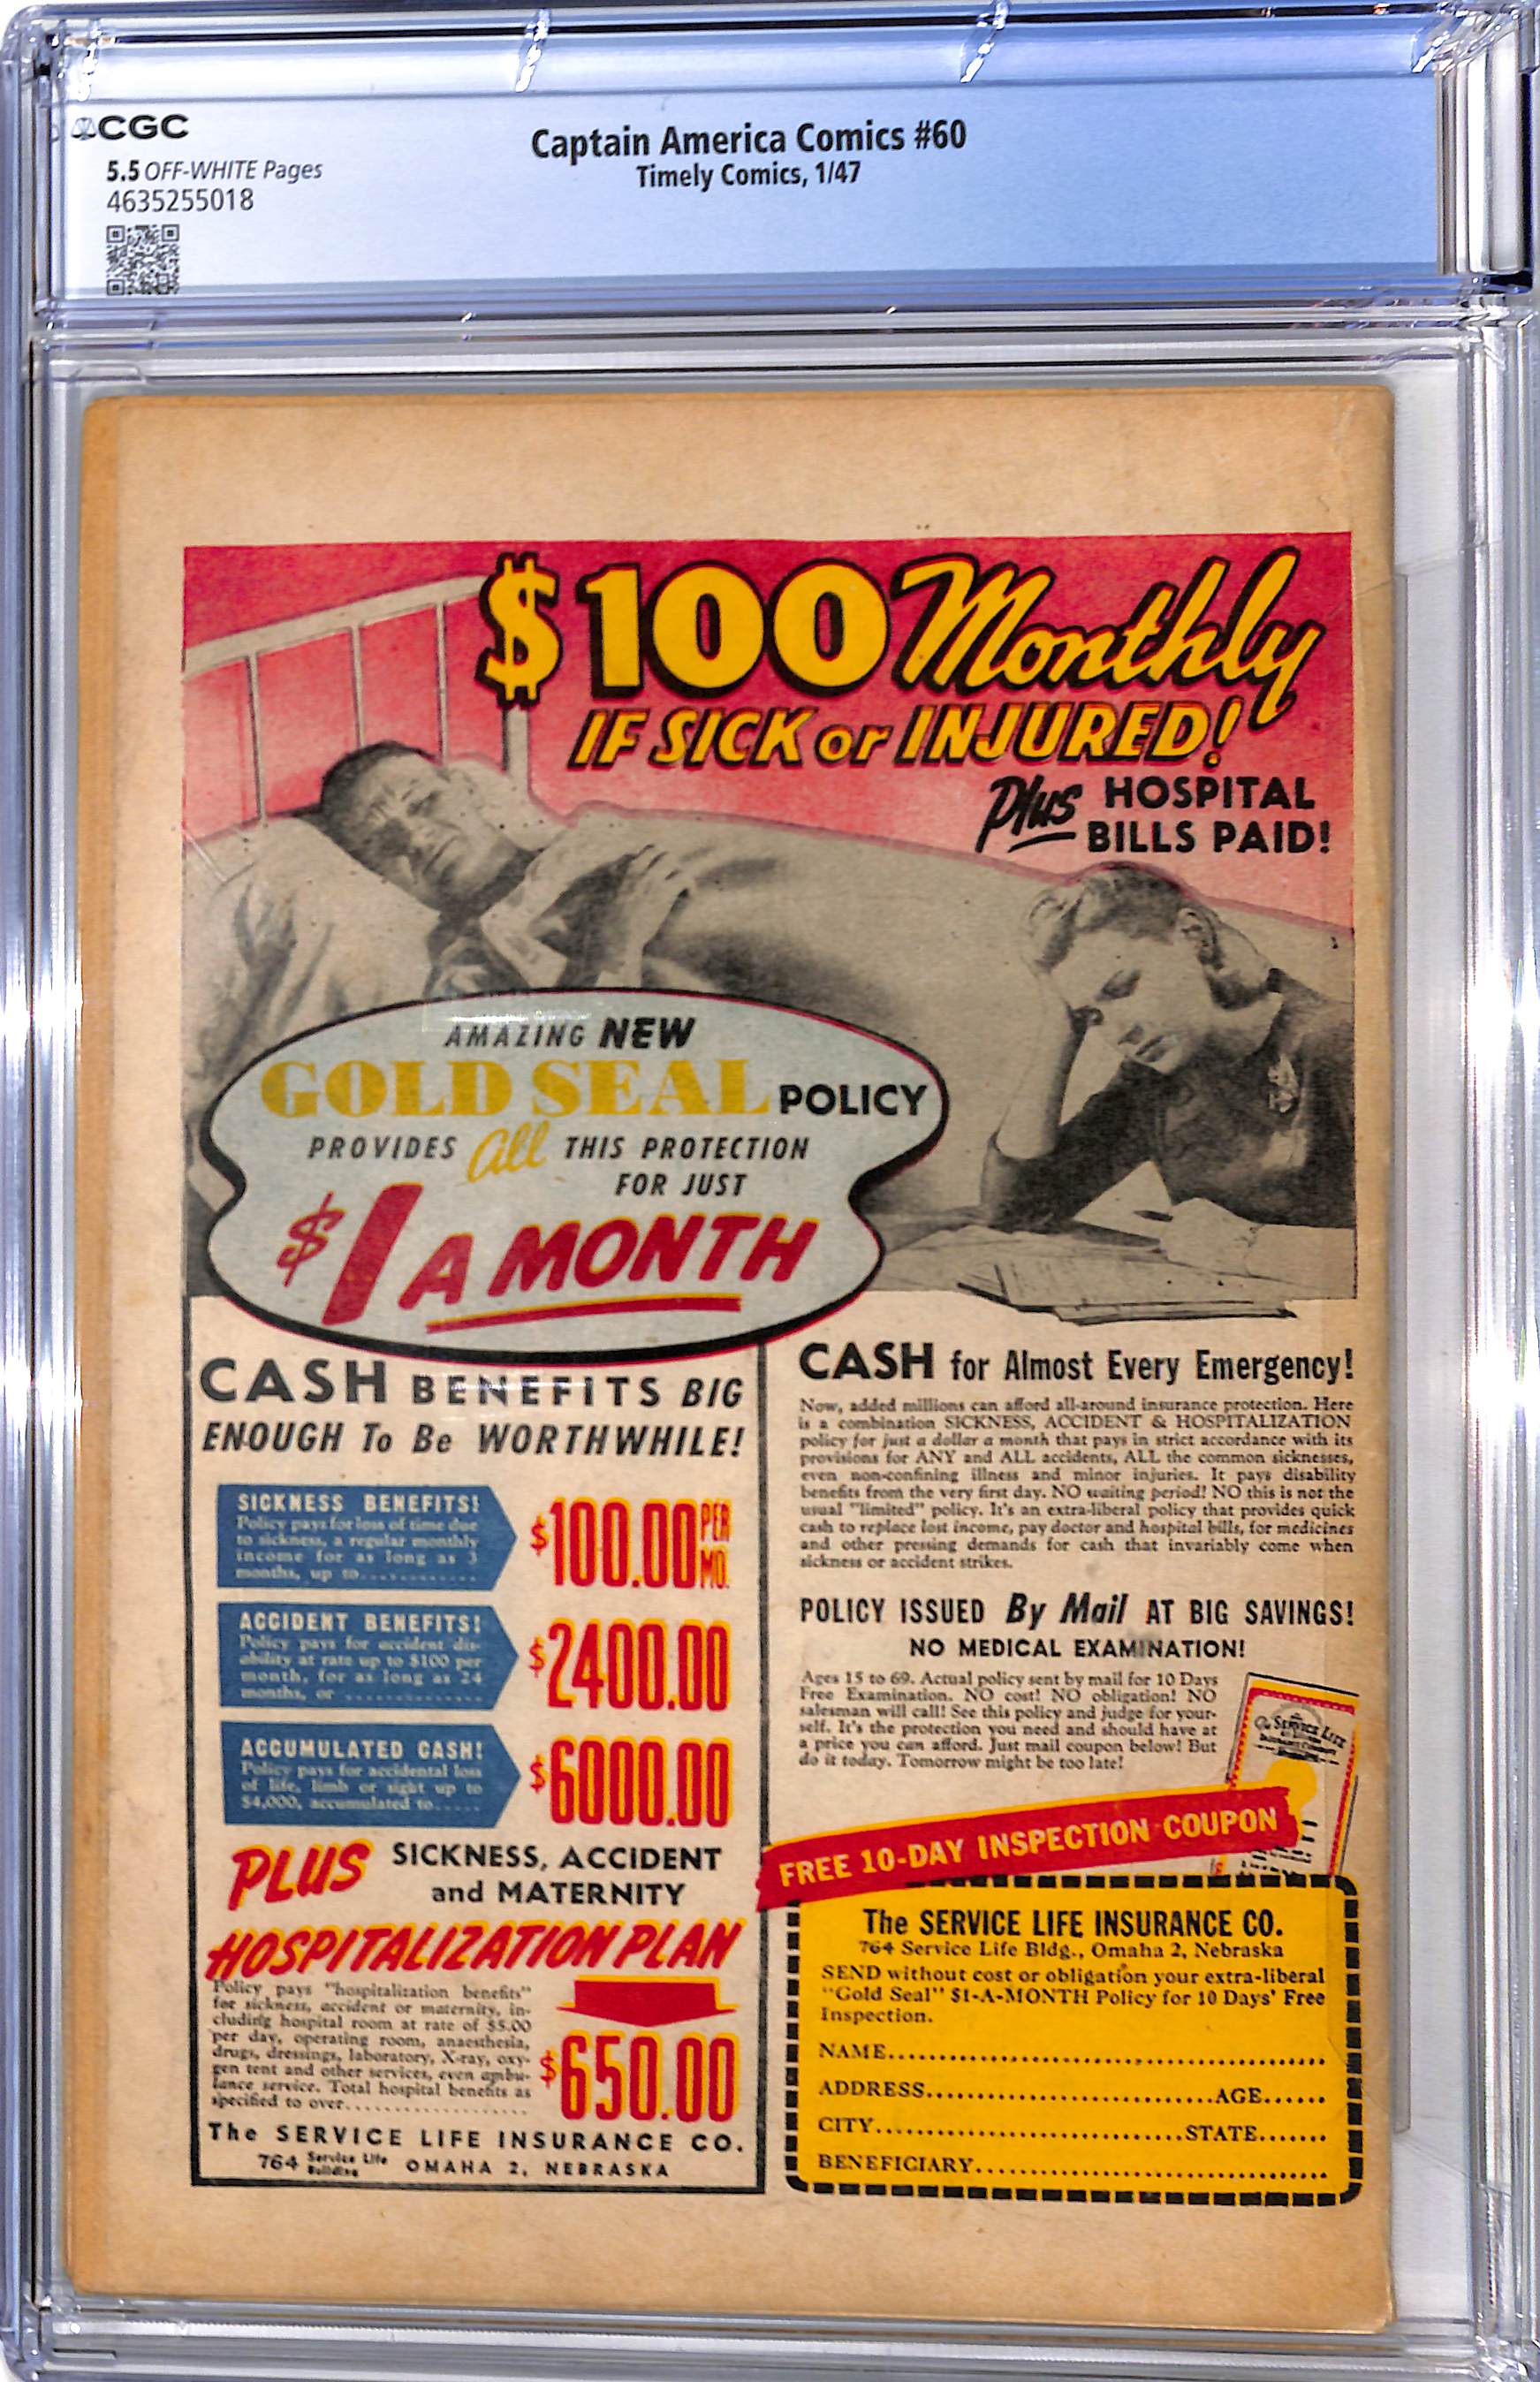 CGC
5.5 OFF-WHITE Pages
4635255018
Captain America Comics #60
Timely Comics, 1/47
$100 Monthly
IF SICK or INJURED!
Plus HOSPITAL
BILLS PAID!
AMAZING NEW
GOLD SEAL POLICY
PROVIDES all THIS PROTECTION
FOR JUST
$1 A MONTH
CASH BENEFITS BIG
ENOUGH To Be WORTHWHILE!
SICKNESS BENEFITS!
Policy pays for loss of time due
to sickness, a regular monthly
income for as long as 3
months, up to.............
$100.00 PER MO.
ACCIDENT BENEFITS!
Policy pays for accident dis-
ability at rate up to $100 per
month, for as long as 24
months, or ...............
$2400.00
ACCUMULATED CASH!
Policy pays for accidental loss
of life, limb or sight up to
$4,000, accumulated to.....
$6000.00
PLUS SICKNESS, ACCIDENT
and MATERNITY
HOSPITALIZATION PLAN
Policy pays "hospitalization benefits"
for sickness, accident or maternity, in-
cluding hospital room at rate of $5.00
per day, operating room, anaesthesia,
drugs, dressings, laboratory, X-ray, oxy-
gen tent and other services, even ambu-
lance service. Total hospital benefits as
specified to over...................
$650.00
The SERVICE LIFE INSURANCE CO.
764 Service Life Building OMAHA 2, NEBRASKA
CASH for Almost Every Emergency!
Now, added millions can afford all-around insurance protection. Here
is a combination SICKNESS, ACCIDENT & HOSPITALIZATION
policy for just a dollar a month that pays in strict accordance with its
provisions for ANY and ALL accidents, ALL the common sicknesses,
even non-confining illness and minor injuries. It pays disability
benefits from the very first day. NO waiting period! NO this is not the
usual "limited" policy. It's an extra-liberal policy that provides quick
cash to replace lost income, pay doctor and hospital bills, for medicines
and other pressing demands for cash that invariably come when
sickness or accident strikes.
POLICY ISSUED By Mail AT BIG SAVINGS!
NO MEDICAL EXAMINATION!
Ages 15 to 69. Actual policy sent by mail for 10 Days
Free Examination. NO cost! NO obligation! NO
salesman will call! See this policy and judge for your-
self. It's the protection you need and should have at
a price you can afford. Just mail coupon below! But
do it today. Tomorrow might be too late!
The SERVICE LIFE
INSURANCE COMPANY
FREE 10-DAY INSPECTION COUPON
The SERVICE LIFE INSURANCE CO.
764 Service Life Bldg., Omaha 2, Nebraska
SEND without cost or obligation your extra-liberal
"Gold Seal" $1-A-MONTH Policy for 10 Days' Free
Inspection.
NAME..........................................
ADDRESS............................AGE......
CITY..............................STATE.......
BENEFICIARY..................................